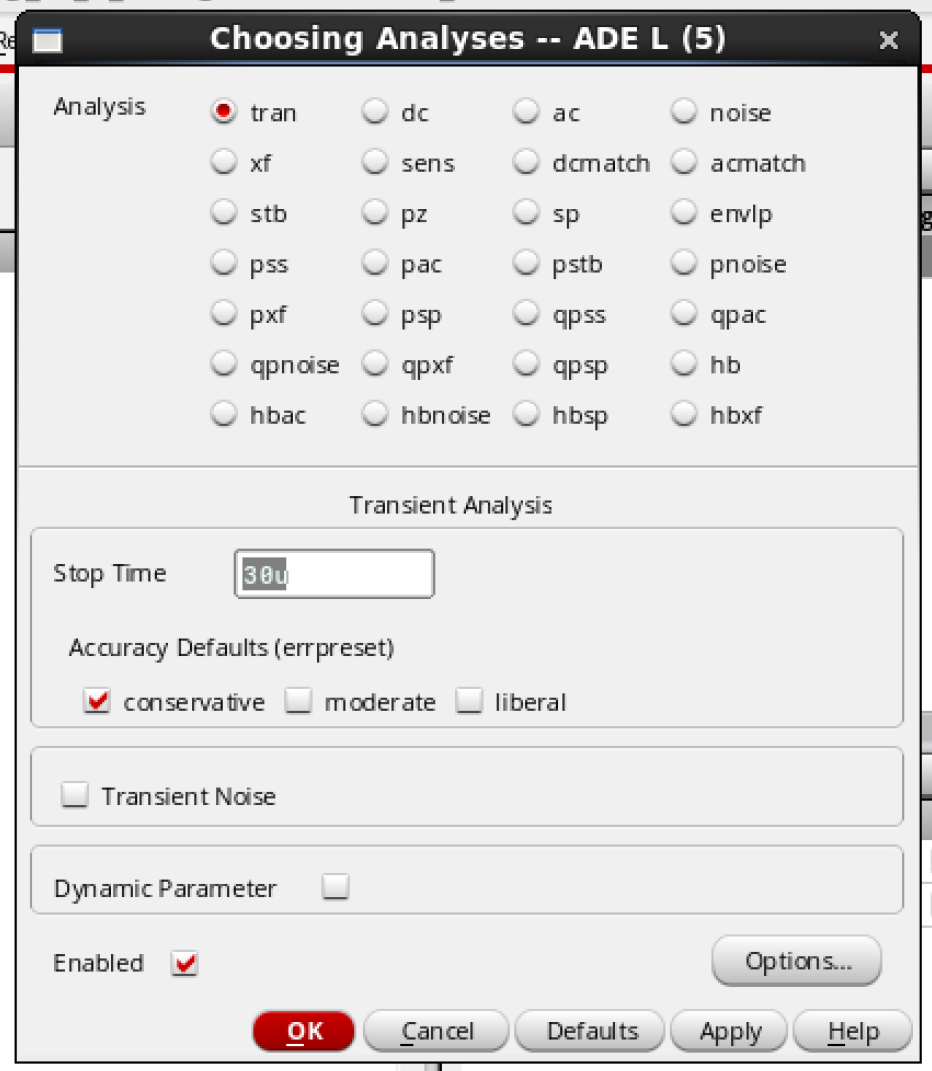 Re
Choosing Analyses -- ADE L (5)
Analysis tran dc ac noise
xf sens dcmatch acmatch
stb pz sp envlp
pss pac pstb pnoise
pxf psp qpss qpac
qpnoise qpxf qpsp hb
hbac hbnoise hbsp hbxf
Transient Analysis
Stop Time 30u
Accuracy Defaults (errpreset)
conservative moderate liberal
Transient Noise
Dynamic Parameter
Enabled Options...
OK Cancel Defaults Apply Help